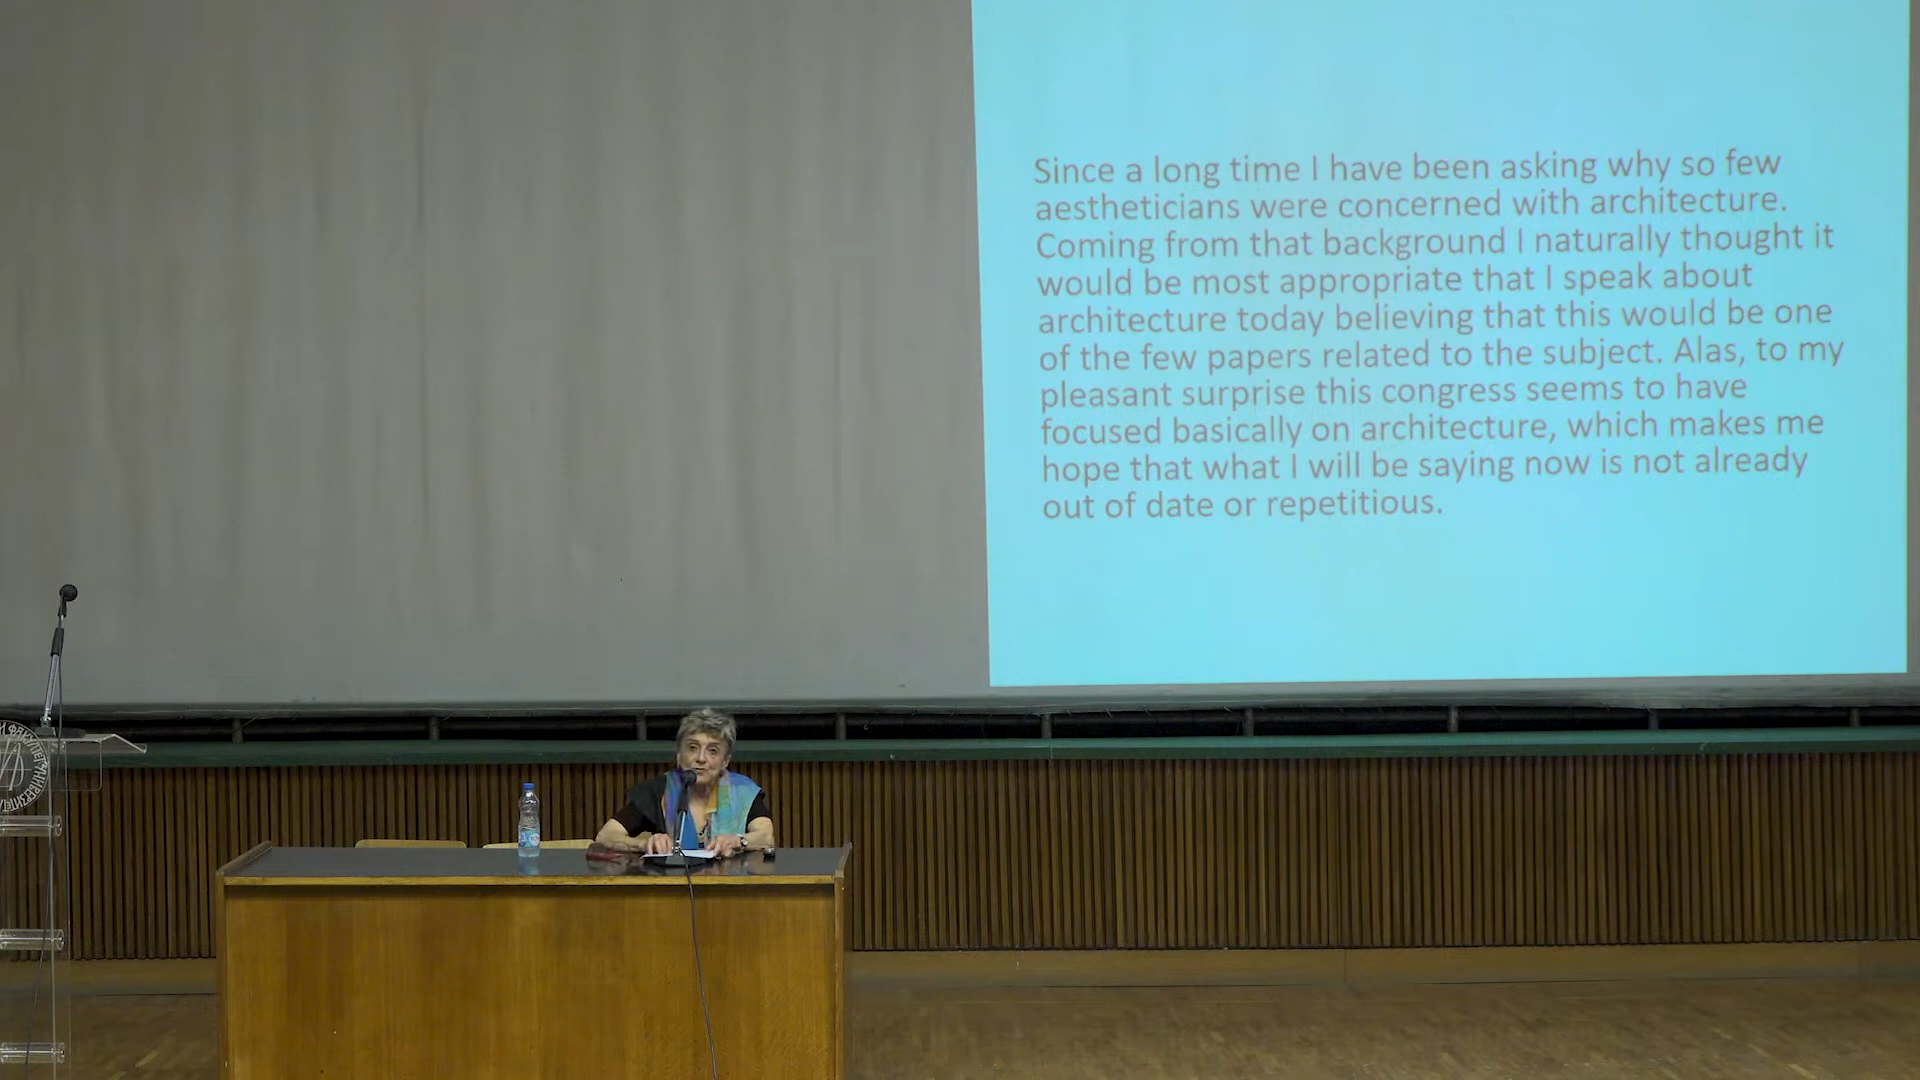 Since a long time I have been asking why so few
aestheticians were concerned with architecture.
Coming from that background I naturally thought it
would be most appropriate that I speak about
architecture today believing that this would be one
of the few papers related to the subject. Alas, to my
pleasant surprise this congress seems to have
focused basically on architecture, which makes me
hope that what I will be saying now is not already
out of date or repetitious.